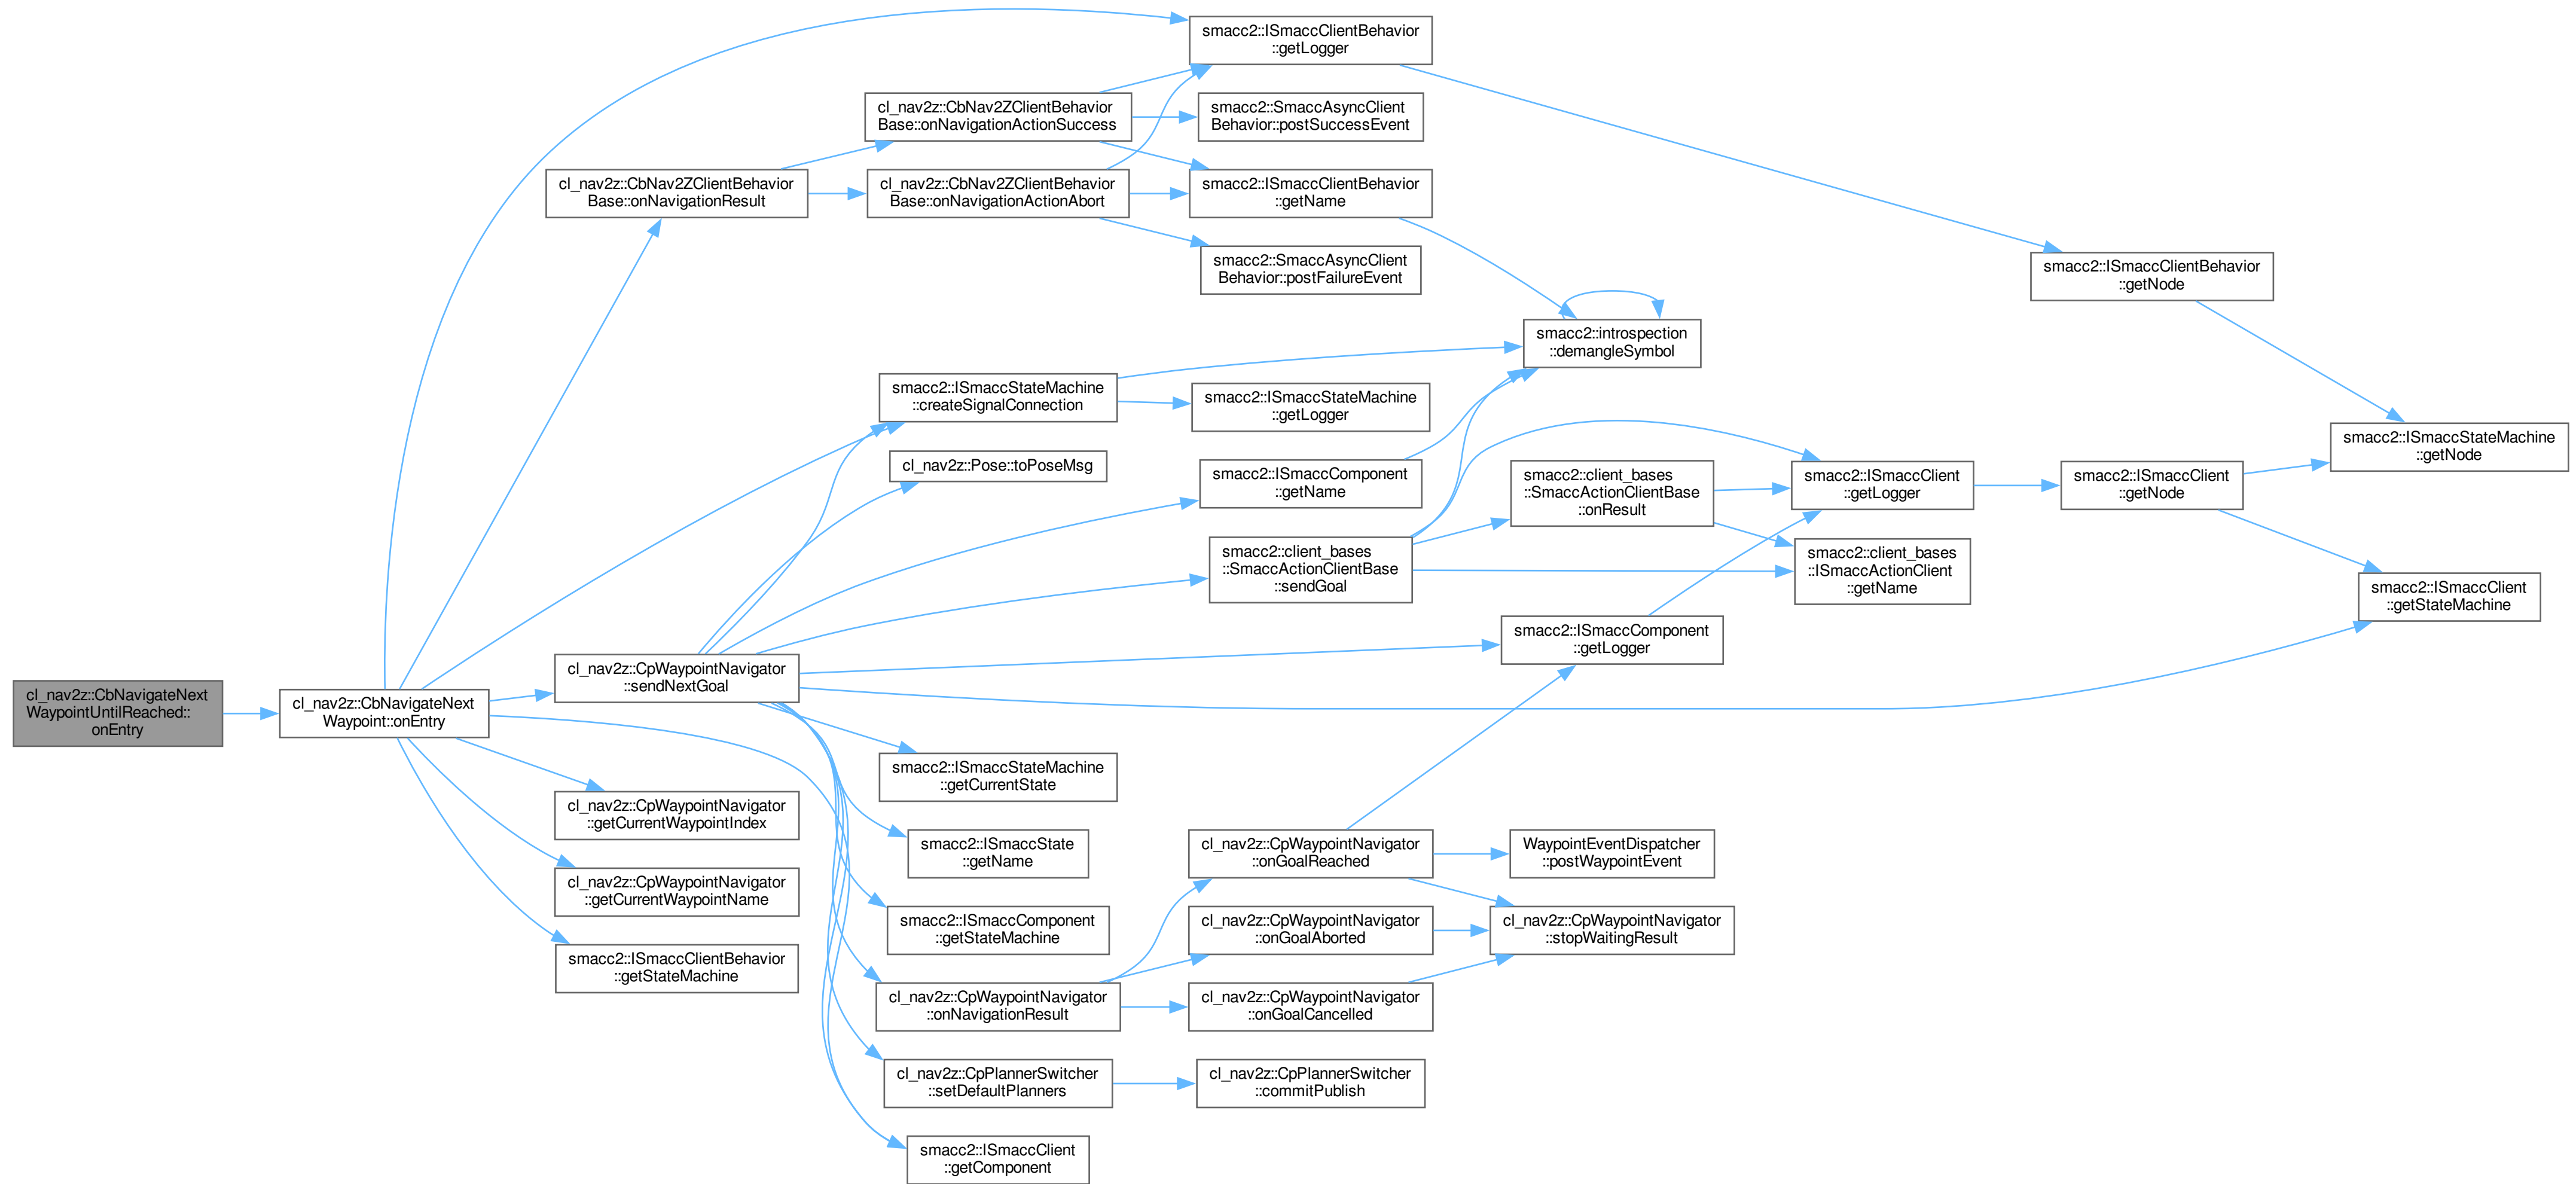 cl_nav2z::CbNavigateNext
WaypointUntilReached::
onEntry
cl_nav2z::CbNavigateNext
Waypoint::onEntry
smacc2::ISmaccClientBehavior
::getLogger
smacc2::ISmaccClientBehavior
::getNode
smacc2::ISmaccStateMachine
::getNode
cl_nav2z::CbNav2ZClientBehavior
Base::onNavigationResult
cl_nav2z::CbNav2ZClientBehavior
Base::onNavigationActionSuccess
smacc2::SmaccAsyncClient
Behavior::postSuccessEvent
cl_nav2z::CbNav2ZClientBehavior
Base::onNavigationActionAbort
smacc2::ISmaccClientBehavior
::getName
smacc2::SmaccAsyncClient
Behavior::postFailureEvent
smacc2::introspection
::demangleSymbol
smacc2::ISmaccStateMachine
::createSignalConnection
smacc2::ISmaccStateMachine
::getLogger
cl_nav2z::Pose::toPoseMsg
smacc2::ISmaccComponent
::getName
smacc2::client_bases
::SmaccActionClientBase
::onResult
smacc2::ISmaccClient
::getLogger
smacc2::ISmaccClient
::getNode
smacc2::client_bases
::SmaccActionClientBase
::sendGoal
smacc2::client_bases
::ISmaccActionClient
::getName
smacc2::ISmaccClient
::getStateMachine
smacc2::ISmaccComponent
::getLogger
cl_nav2z::CpWaypointNavigator
::sendNextGoal
smacc2::ISmaccStateMachine
::getCurrentState
cl_nav2z::CpWaypointNavigator
::getCurrentWaypointIndex
smacc2::ISmaccState
::getName
cl_nav2z::CpWaypointNavigator
::onGoalReached
WaypointEventDispatcher
::postWaypointEvent
cl_nav2z::CpWaypointNavigator
::getCurrentWaypointName
smacc2::ISmaccComponent
::getStateMachine
cl_nav2z::CpWaypointNavigator
::onGoalAborted
cl_nav2z::CpWaypointNavigator
::stopWaitingResult
smacc2::ISmaccClientBehavior
::getStateMachine
cl_nav2z::CpWaypointNavigator
::onNavigationResult
cl_nav2z::CpWaypointNavigator
::onGoalCancelled
cl_nav2z::CpPlannerSwitcher
::setDefaultPlanners
cl_nav2z::CpPlannerSwitcher
::commitPublish
smacc2::ISmaccClient
::getComponent